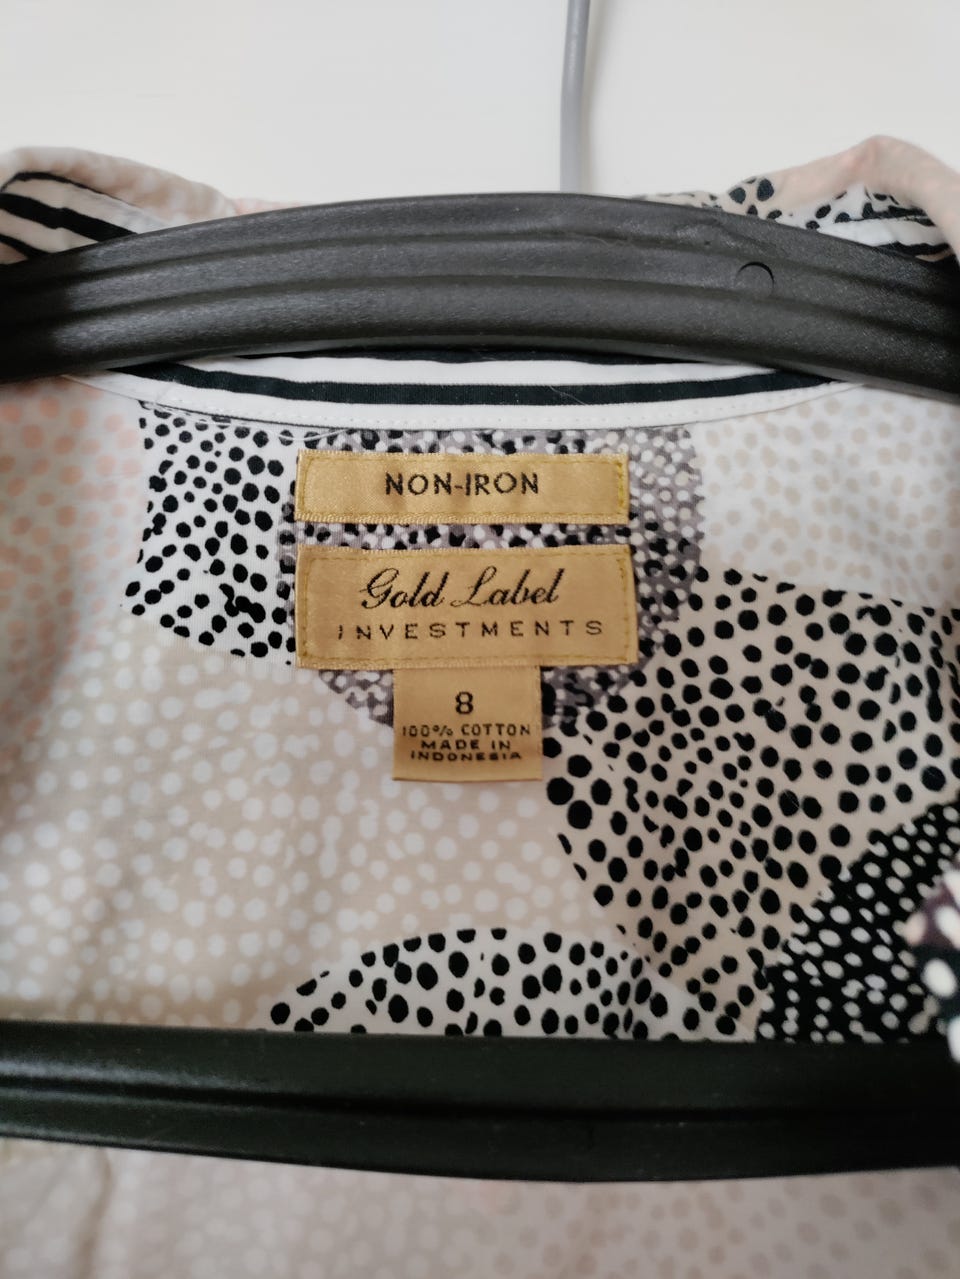 NON-IRON
Gold Label
INVESTMENTS
8
100% COTTON
MADE IN
INDONESIA